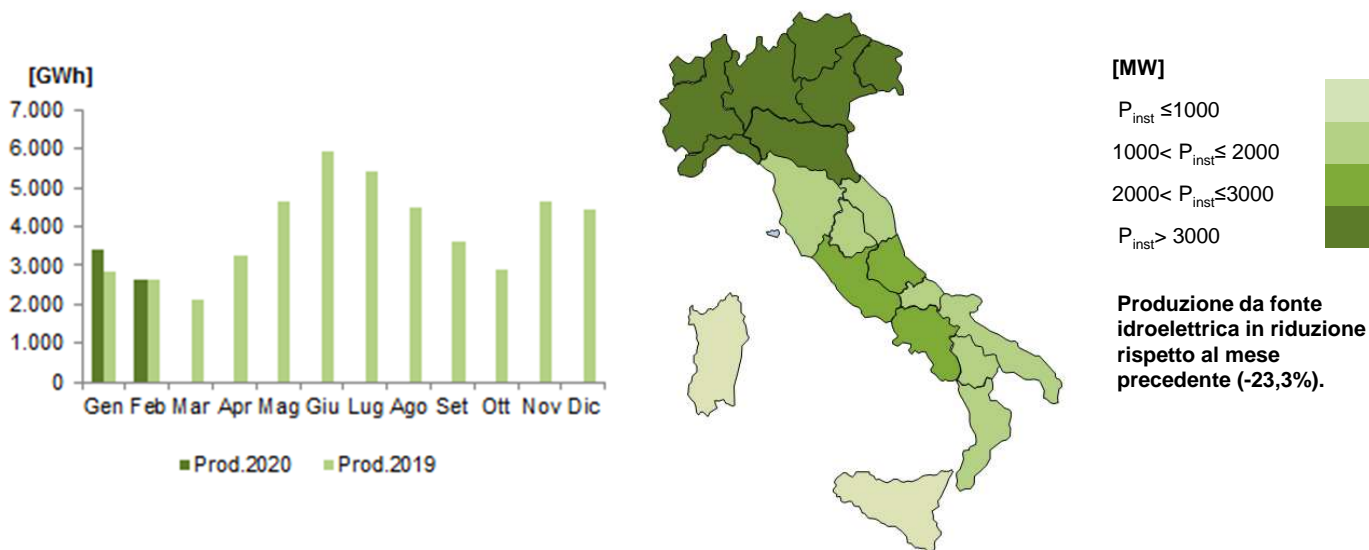 [GWh]
7.000
6.000
5.000
4.000
3.000
2.000
1.000
0
Gen Feb Mar Apr Mag Giu Lug Ago Set Ott Nov Dic
Prod.2020 Prod.2019
[MW]
P_inst ≤1000
1000< P_inst≤ 2000
2000< P_inst≤3000
P_inst> 3000
Produzione da fonte
idroelettrica in riduzione
rispetto al mese
precedente (-23,3%).